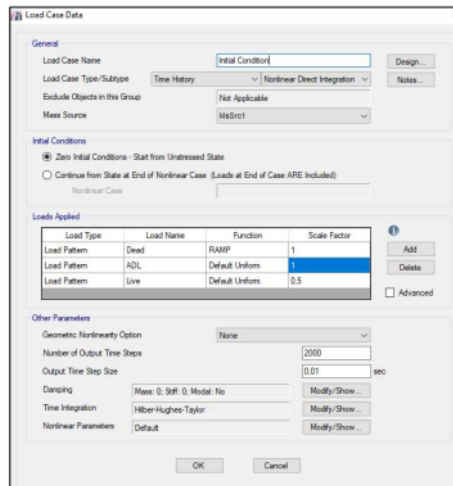 Load Case Data
General
Load Case Name Initial Condition Design...
Load Case Type/Subtype Time History Nonlinear Direct Integration Notes...
Exclude Objects in this Group Not Applicable
Mass Source MsSrc1
Initial Conditions
Zero Initial Conditions - Start from Unstressed State
Continue from State at End of Nonlinear Case (Loads at End of Case ARE Included)
Nonlinear Case
Loads Applied
Load Type Load Name Function Scale Factor
Load Pattern Dead RAMP 1
Load Pattern ADL Default Uniform 1
Load Pattern Live Default Uniform 0,5
Add
Delete
Advanced
Other Parameters
Geometric Nonlinearity Option None
Number of Output Time Steps 2000
Output Time Step Size 0,01 sec
Damping Mass: 0; Stiff: 0; Modal: No Modify/Show...
Time Integration Hilber-Hughes-Taylor Modify/Show...
Nonlinear Parameters Default Modify/Show...
OK Cancel